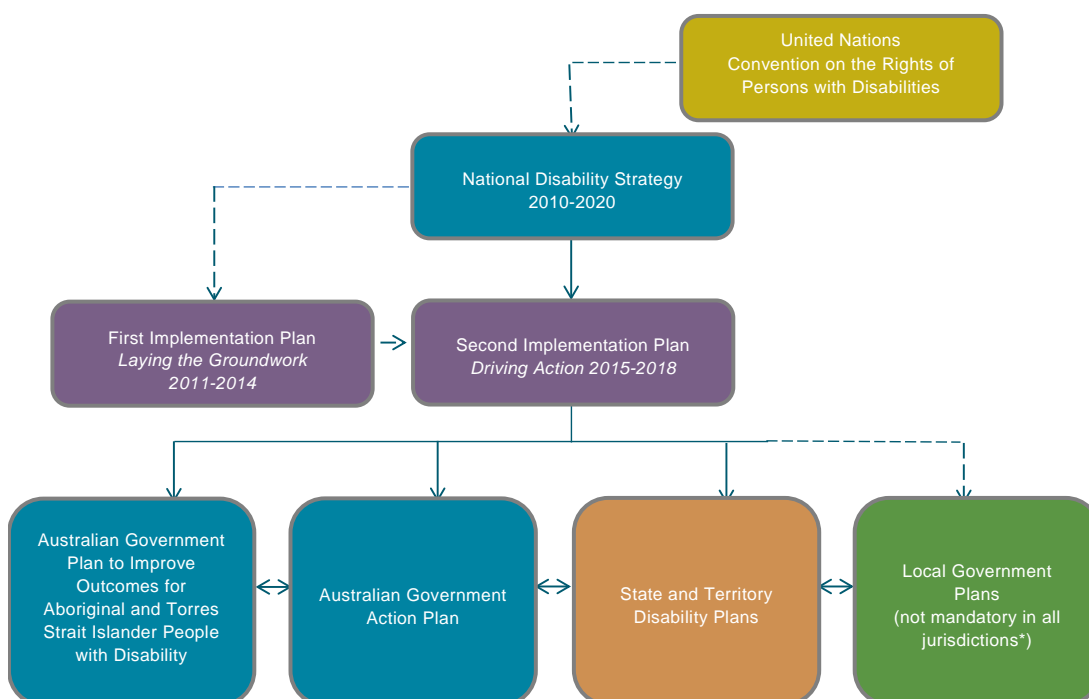 United Nations
Convention on the Rights of
Persons with Disabilities
National Disability Strategy
2010-2020
First Implementation Plan
Laying the Groundwork
2011-2014
Second Implementation Plan
Driving Action 2015-2018
Australian Government
Plan to Improve
Outcomes for
Aboriginal and Torres
Strait Islander People
with Disability
Australian Government
Action Plan
State and Territory
Disability Plans
Local Government
Plans
(not mandatory in all
jurisdictions*)